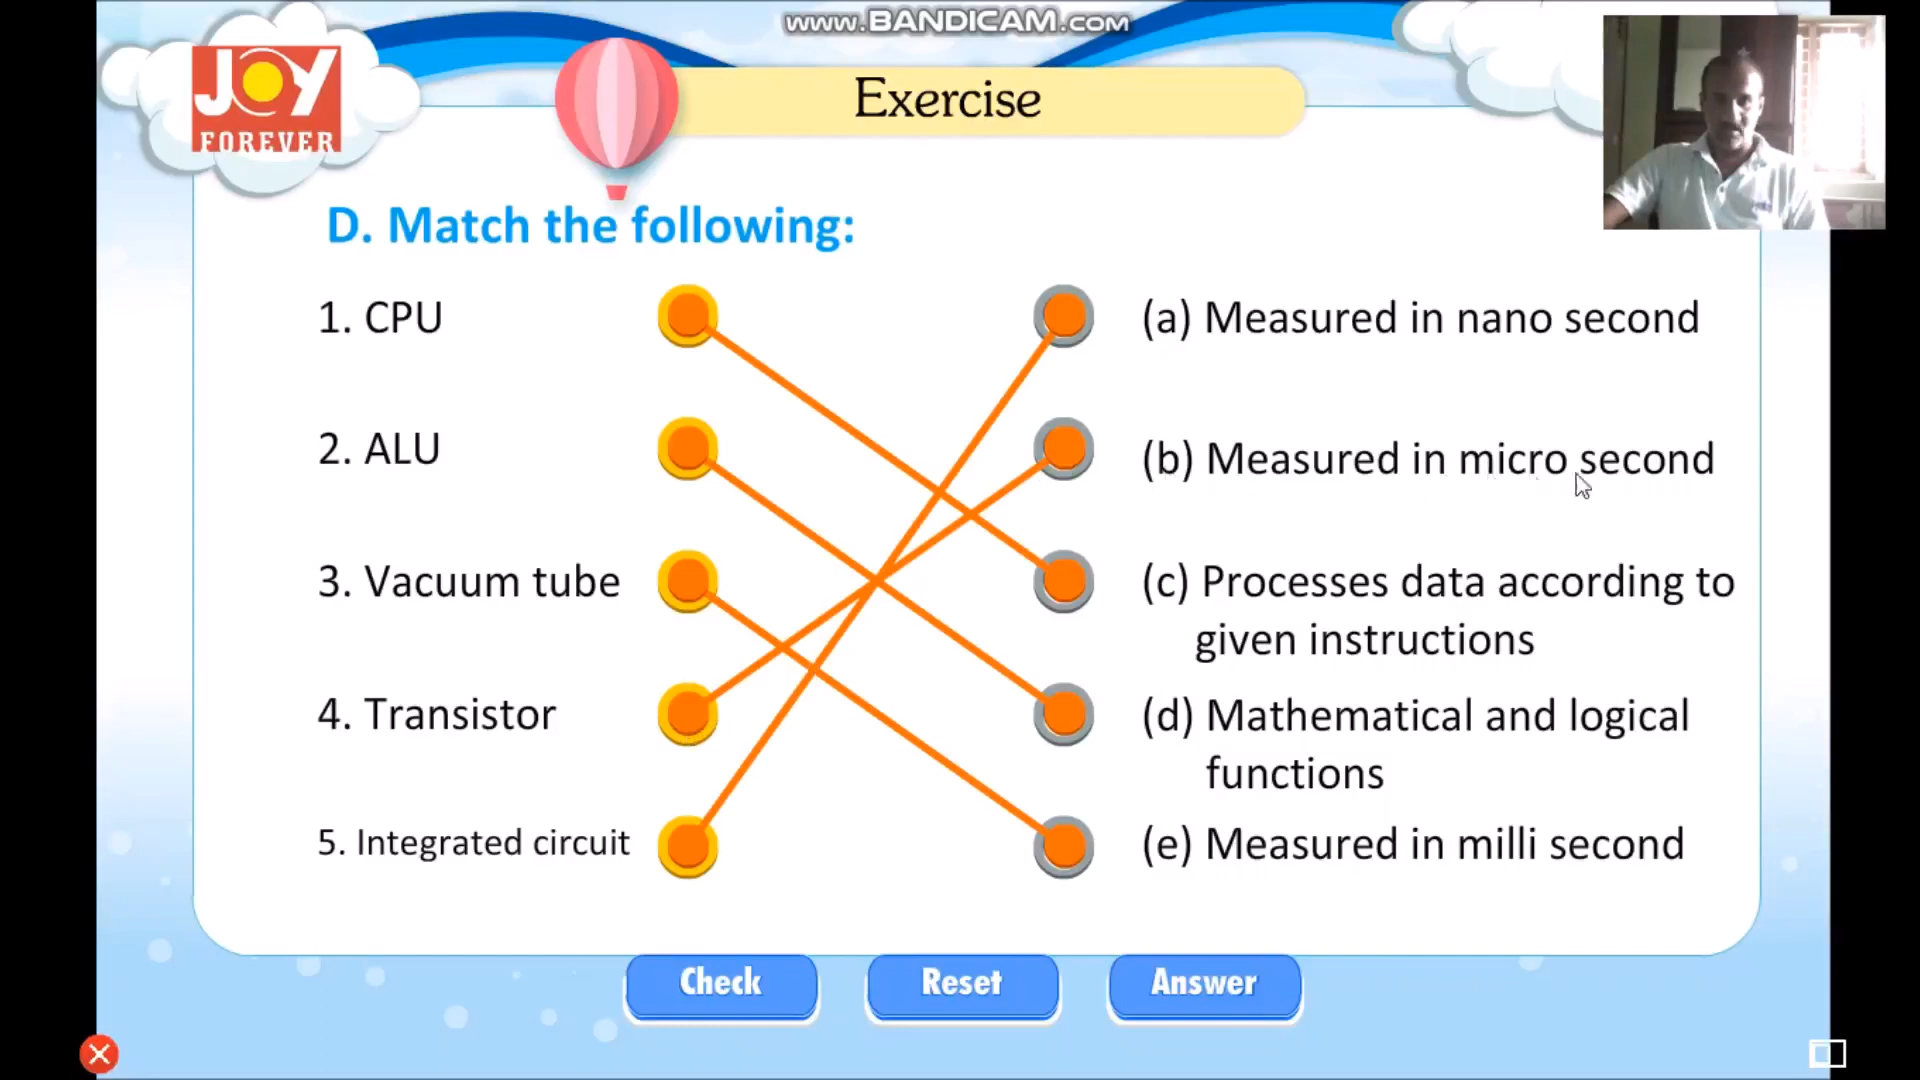 www.BANDICAM.com
JOY
FOREVER
Exercise
D. Match the following:
1. CPU
(a) Measured in nano second
2. ALU
(b) Measured in micro second
3. Vacuum tube
(c) Processes data according to
given instructions
4. Transistor
(d) Mathematical and logical
functions
5. Integrated circuit
(e) Measured in milli second
Check
Reset
Answer